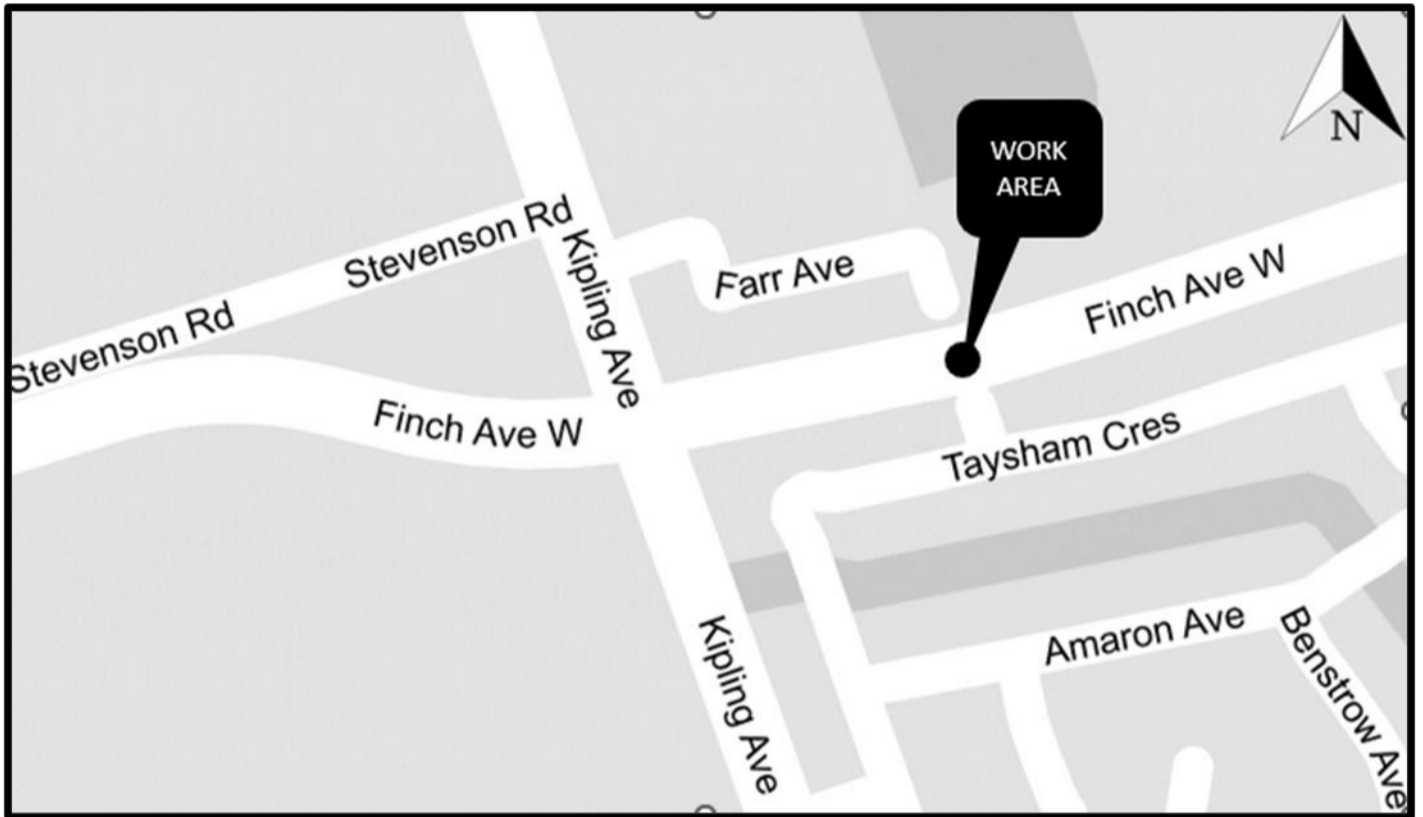 WORK
AREA
N
Stevenson Rd
Stevenson Rd
Kipling Ave
Farr Ave
Finch Ave W
Finch Ave W
Taysham Cres
Kipling Ave
Amaron Ave
Benstrow Ave